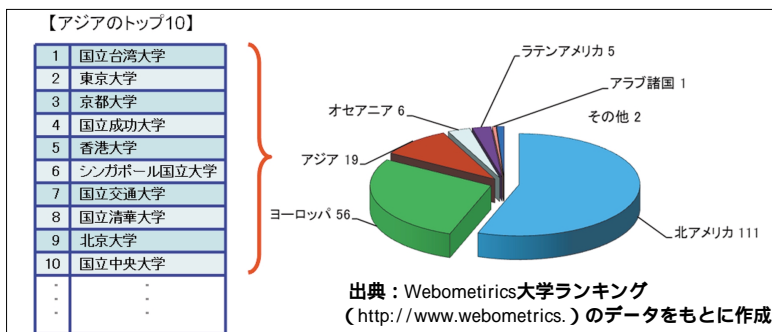 【アジアのトップ10】
1 国立台湾大学
2 東京大学
3 京都大学
4 国立成功大学
5 香港大学
6 シンガポール国立大学
7 国立交通大学
8 国立清華大学
9 北京大学
10 国立中央大学
: :
ラテンアメリカ 5
アラブ諸国 1
オセアニア 6
その他 2
アジア 19
ヨーロッパ 56
北アメリカ 111
出典：Webometirics大学ランキング
（http://www.webometrics.）のデータをもとに作成